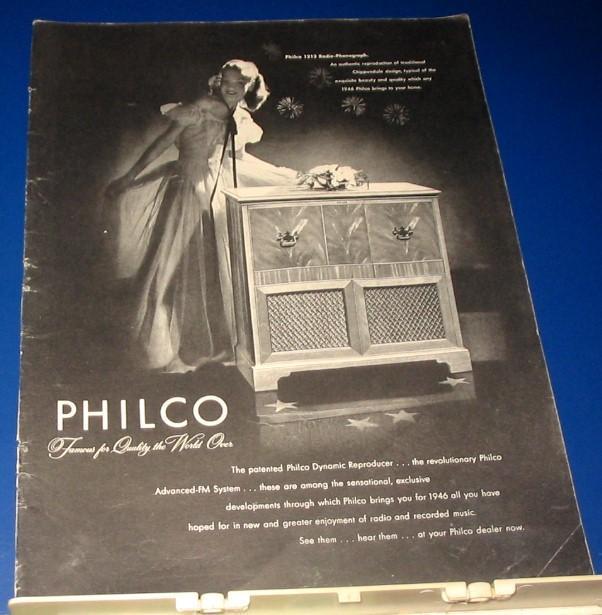 Philco 1213 Radio-Phonograph.
An authentic reproduction of traditional
Chippendale design, typical of the
exquisite beauty and quality which any
1946 Philco brings to your home.
PHILCO
Famous for Quality the World Over
The patented Philco Dynamic Reproducer . . . the revolutionary Philco
Advanced-FM System . . . these are among the sensational, exclusive
developments through which Philco brings you for 1946 all you have
hoped for in new and greater enjoyment of radio and recorded music.
See them . . . hear them . . . at your Philco dealer now.